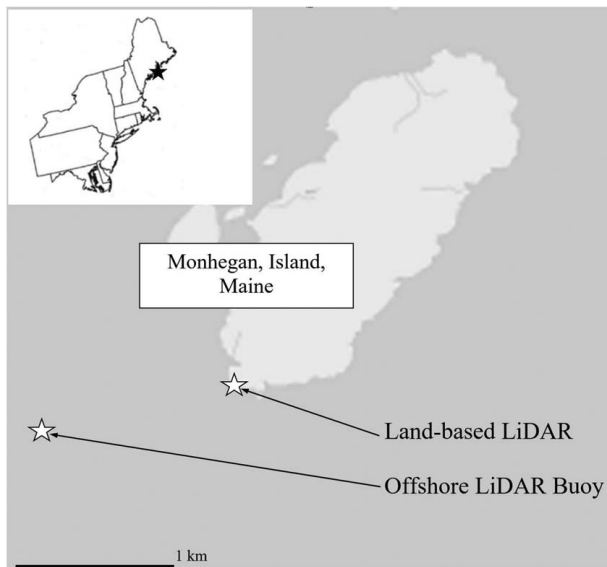 Monhegan, Island,
Maine
Land-based LiDAR
Offshore LiDAR Buoy
1 km